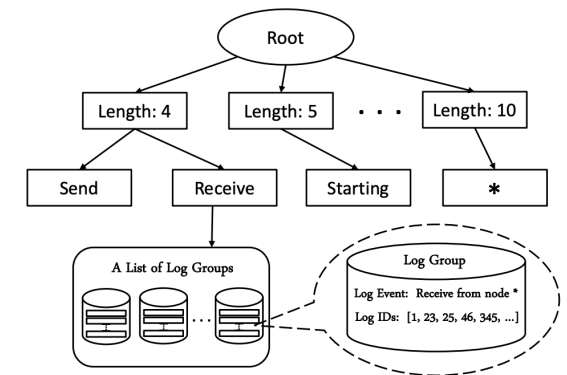 Root
Length: 4
Length: 5
. . .
Length: 10
Send
Receive
Starting
*
A List of Log Groups
...
Log Group
Log Event: Receive from node *
Log IDs: [1, 23, 25, 46, 345, ...]